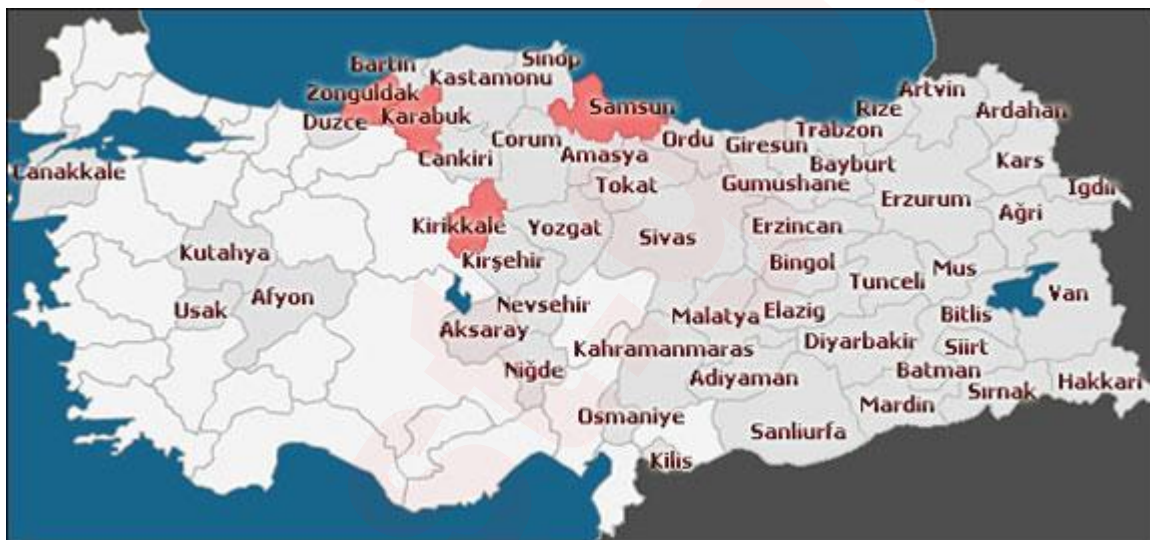 Bartin
Sinop
Kastamonu
Zonguldak
Karabuk
Duzce
Samsun
Artvin
Rize
Ardahan
Corum
Ordu
Giresun
Trabzon
Cankiri
Amasya
Bayburt
Kars
Canakkale
Tokat
Gumushane
Erzurum
Igdir
Ağri
Kirikkale
Yozgat
Sivas
Erzincan
Kutahya
Kirşehir
Bingol
Tunceli
Mus
Van
Usak
Afyon
Nevsehir
Malatya
Elazig
Bitlis
Aksaray
Kahramanmaras
Diyarbakir
Siirt
Niğde
Adiyaman
Batman
Sirnak
Hakkari
Osmaniye
Mardin
Sanliurfa
Kilis